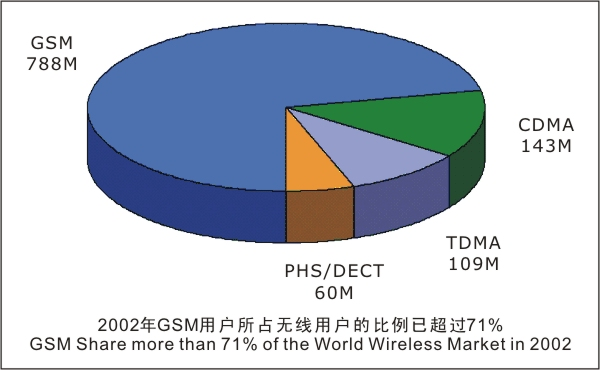 GSM
788M
CDMA
143M
TDMA
109M
PHS/DECT
60M
2002年GSM用户所占无线用户的比例已超过71%
GSM Share more than 71% of the World Wireless Market in 2002